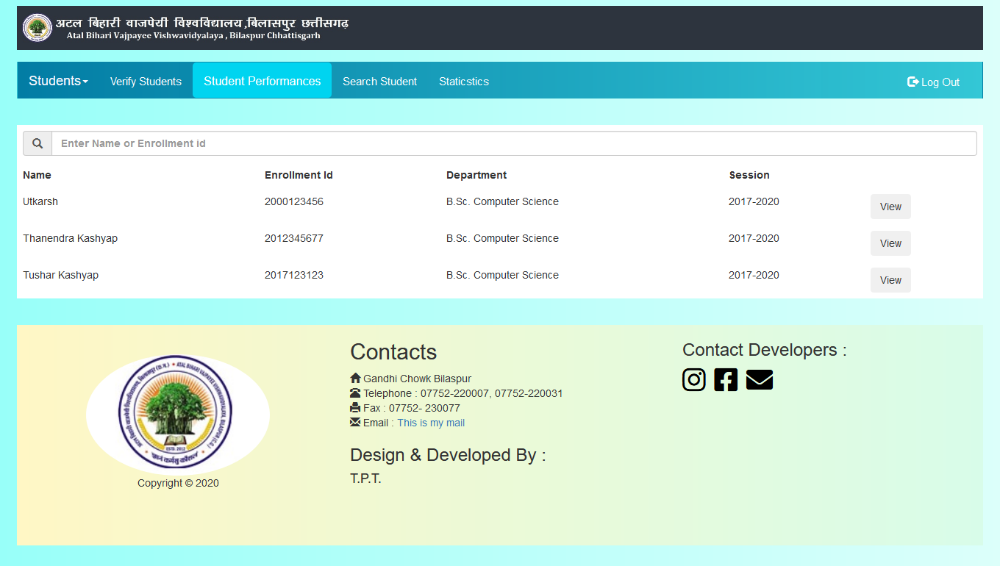 अटल बिहारी वाजपेयी विश्वविद्यालय ,बिलासपुर छत्तीसगढ़
Atal Bihari Vajpayee Vishwavidyalaya , Bilaspur Chhattisgarh
Students Verify Students Student Performances Search Student Staticstics Log Out
Enter Name or Enrollment id
Name Enrollment Id Department Session
Utkarsh 2000123456 B.Sc. Computer Science 2017-2020 View
Thanendra Kashyap 2012345677 B.Sc. Computer Science 2017-2020 View
Tushar Kashyap 2017123123 B.Sc. Computer Science 2017-2020 View
ESTD. 2012
Copyright © 2020
Contacts
Gandhi Chowk Bilaspur
Telephone : 07752-220007, 07752-220031
Fax : 07752- 230077
Email : This is my mail
Design & Developed By :
T.P.T.
Contact Developers :